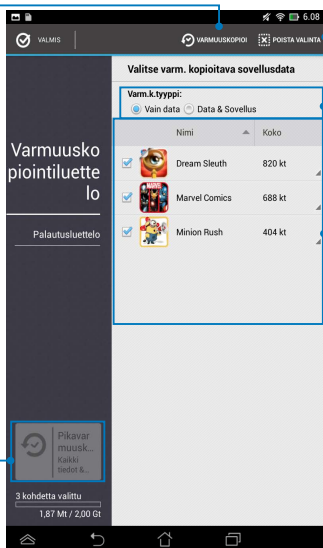 6.08
VALMIS
VARMUUSKOPIOI
POISTA VALINTA
Valitse varm. kopioitava sovellusdata
Varm.k.tyyppi:
Vain data
Data & Sovellus
Nimi
Koko
Dream Sleuth
820 kt
Marvel Comics
688 kt
Minion Rush
404 kt
Varmuusko
piointiluette
lo
Palautusluettelo
Pikavar
muusk...
Kaikki
tiedot &...
3 kohdetta valittu
1,87 Mt / 2,00 Gt